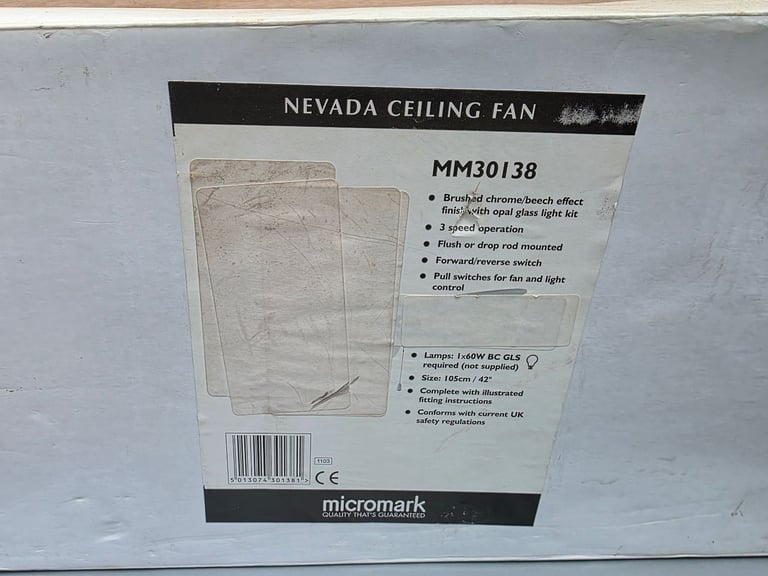 NEVADA CEILING FAN
MM30138
• Brushed chrome/beech effect
finish with opal glass light kit
• 3 speed operation
• Flush or drop rod mounted
• Forward/reverse switch
• Pull switches for fan and light
control
• Lamps: 1x60W BC GLS
required (not supplied)
• Size: 105cm / 42"
• Complete with illustrated
fitting instructions
• Conforms with current UK
safety regulations
1103
5 013074 301381 >
CE
micromark
QUALITY THAT'S GUARANTEED